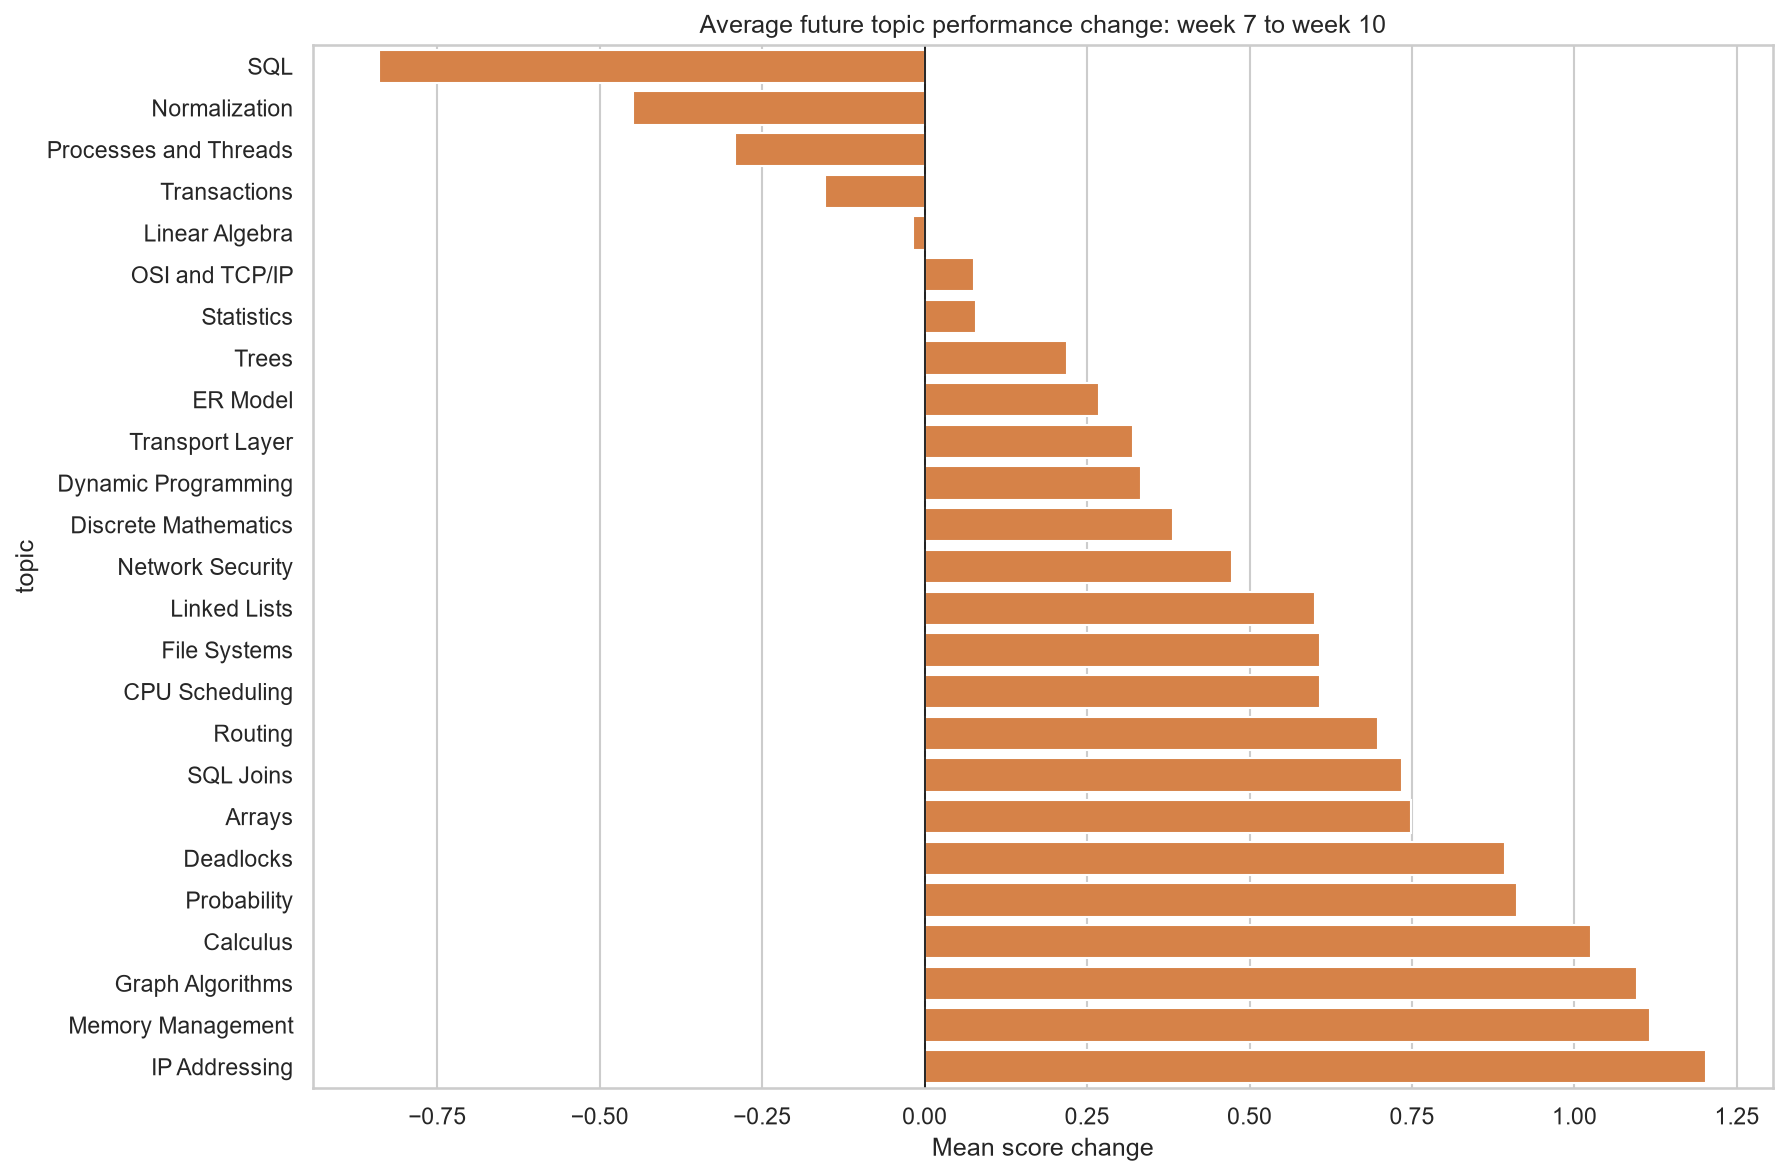 Average future topic performance change: week 7 to week 10
SQL
Normalization
Processes and Threads
Transactions
Linear Algebra
OSI and TCP/IP
Statistics
Trees
ER Model
Transport Layer
Dynamic Programming
Discrete Mathematics
Network Security
Linked Lists
File Systems
CPU Scheduling
Routing
SQL Joins
Arrays
Deadlocks
Probability
Calculus
Graph Algorithms
Memory Management
IP Addressing
topic
−0.75 −0.50 −0.25 0.00 0.25 0.50 0.75 1.00 1.25
Mean score change